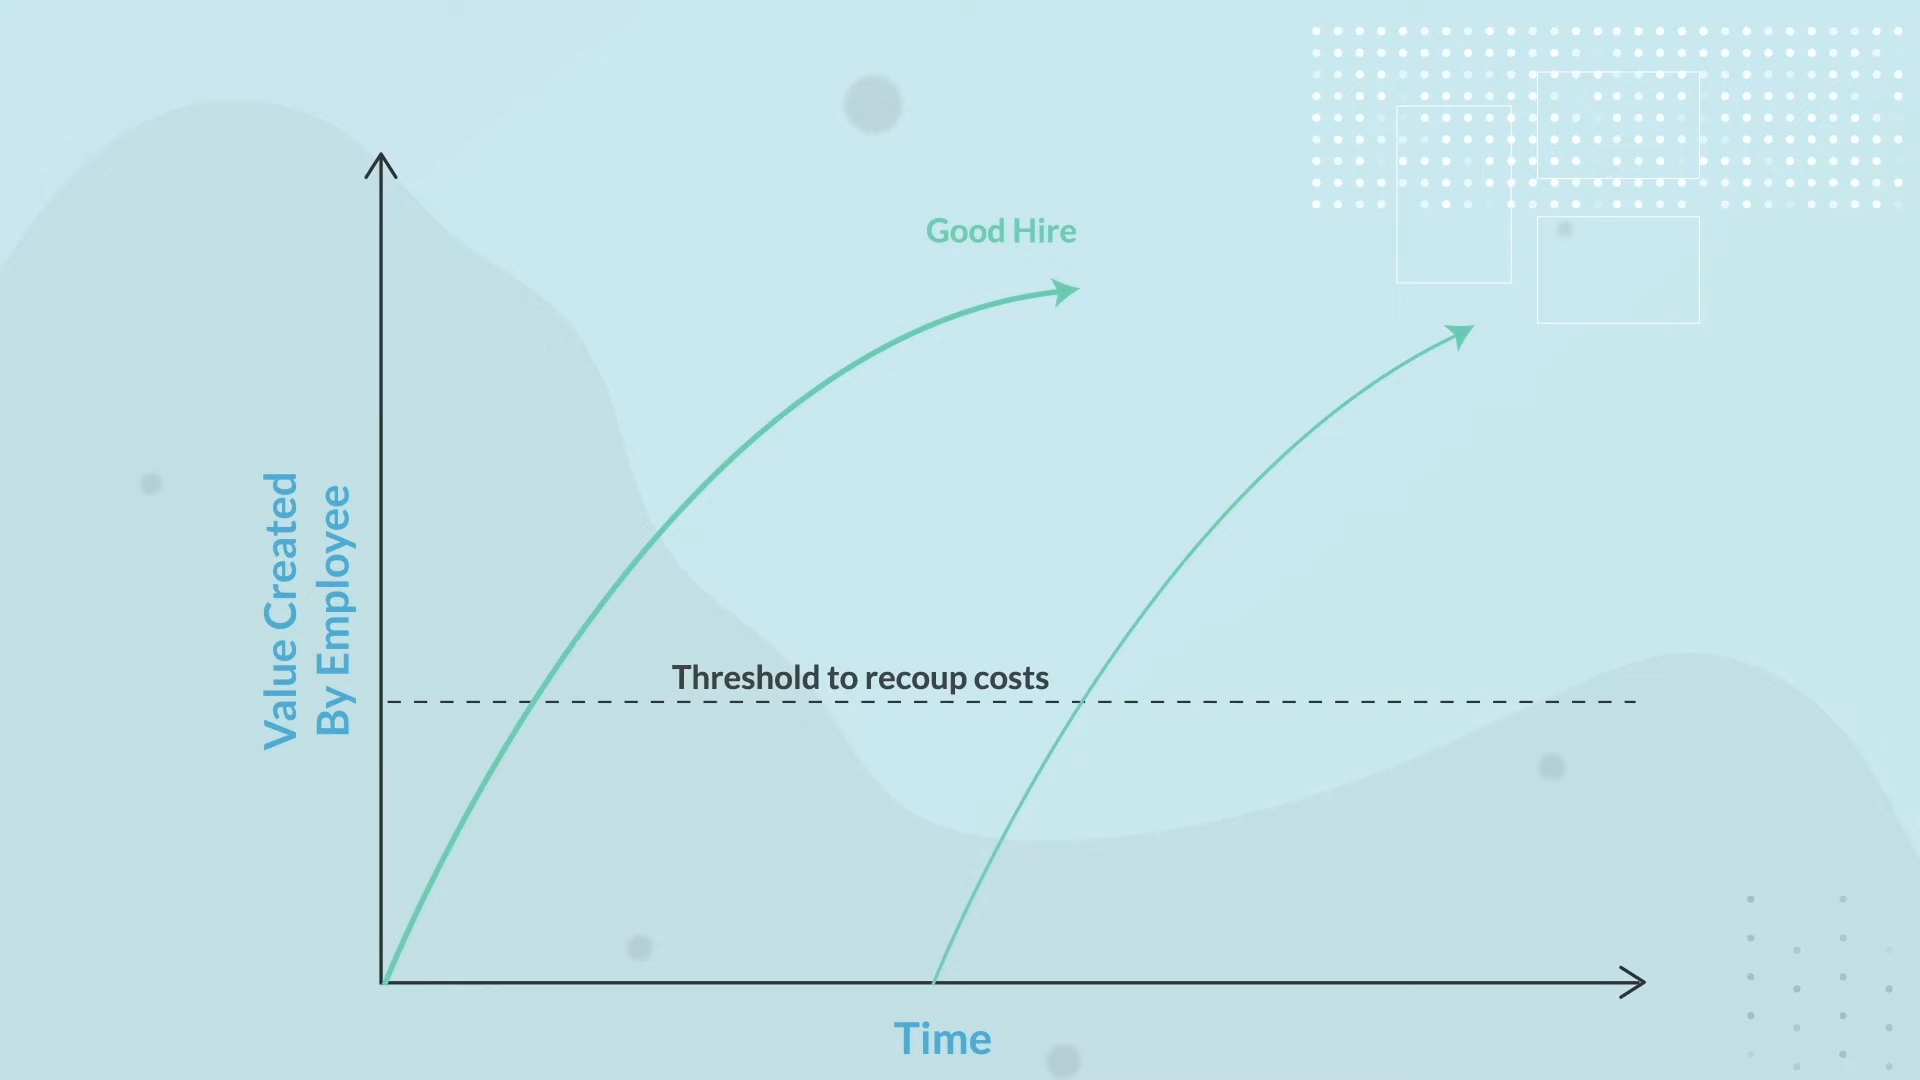 Good Hire
Value Created
By Employee
Threshold to recoup costs
Time